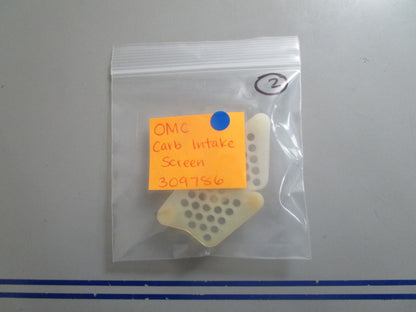 2
OMC
Carb Intake
Screen
309786